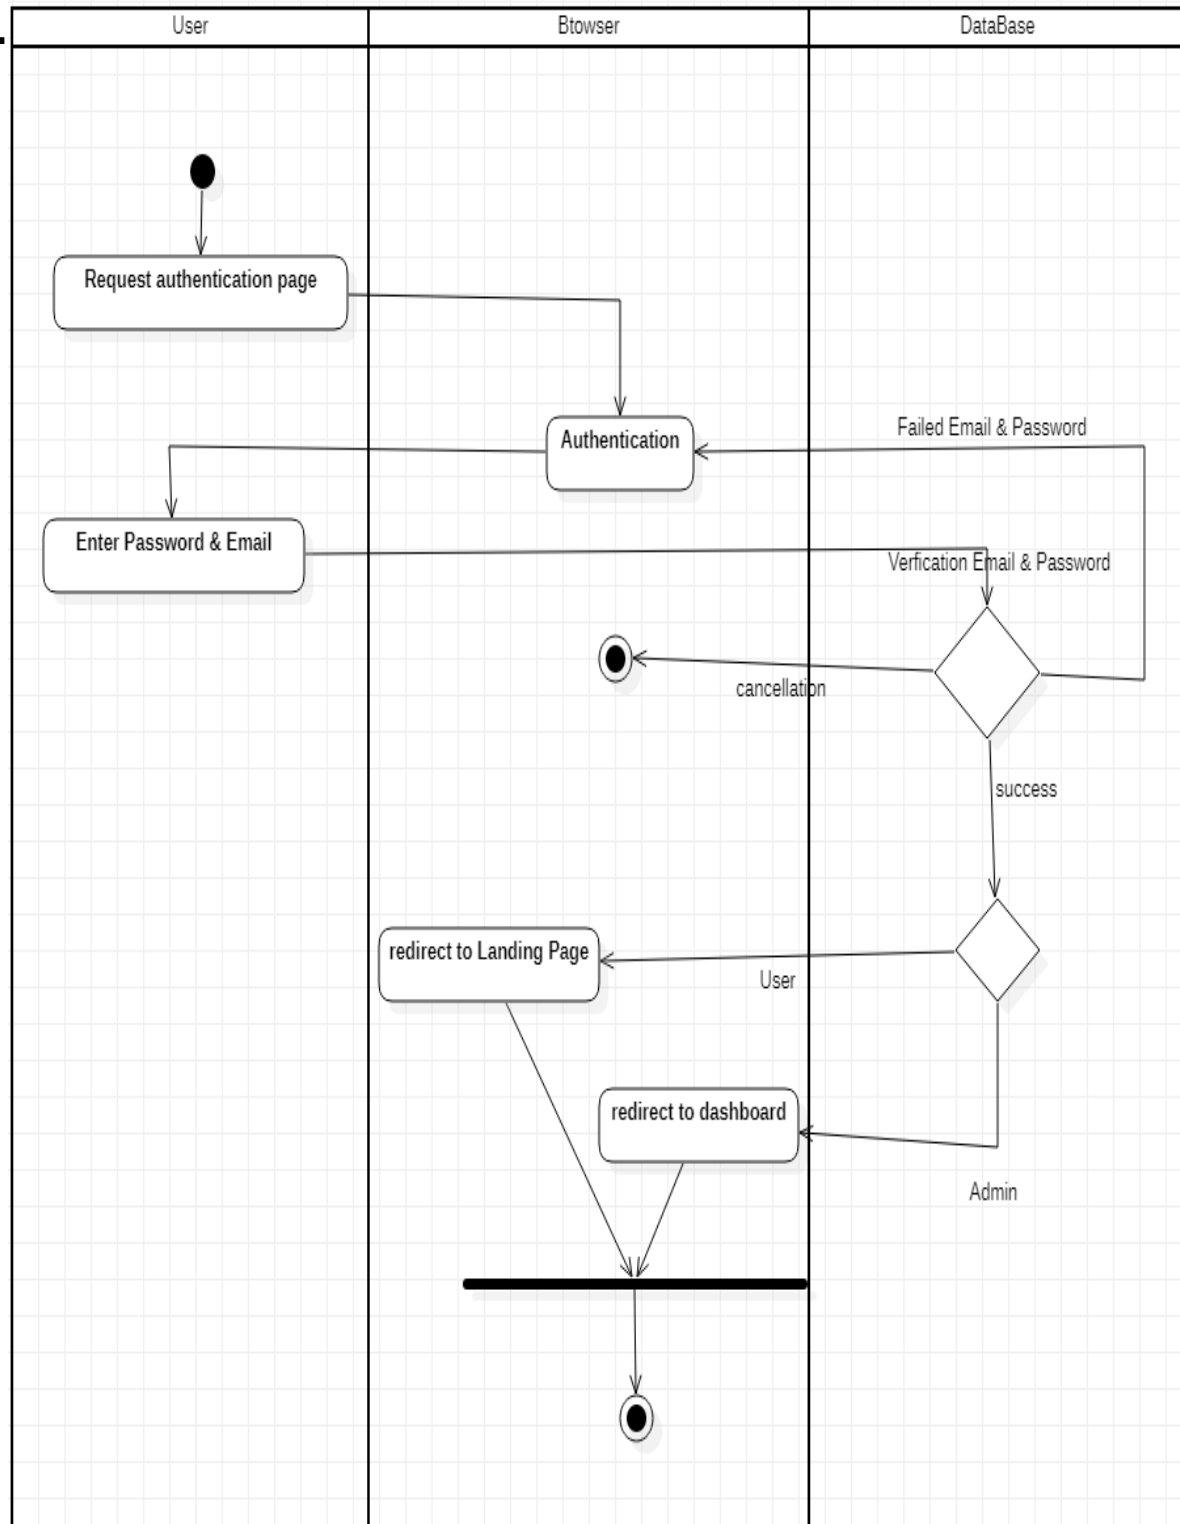 User
Btowser
DataBase
Request authentication page
Authentication
Failed Email & Password
Enter Password & Email
Verfication Email & Password
cancellation
success
redirect to Landing Page
User
redirect to dashboard
Admin